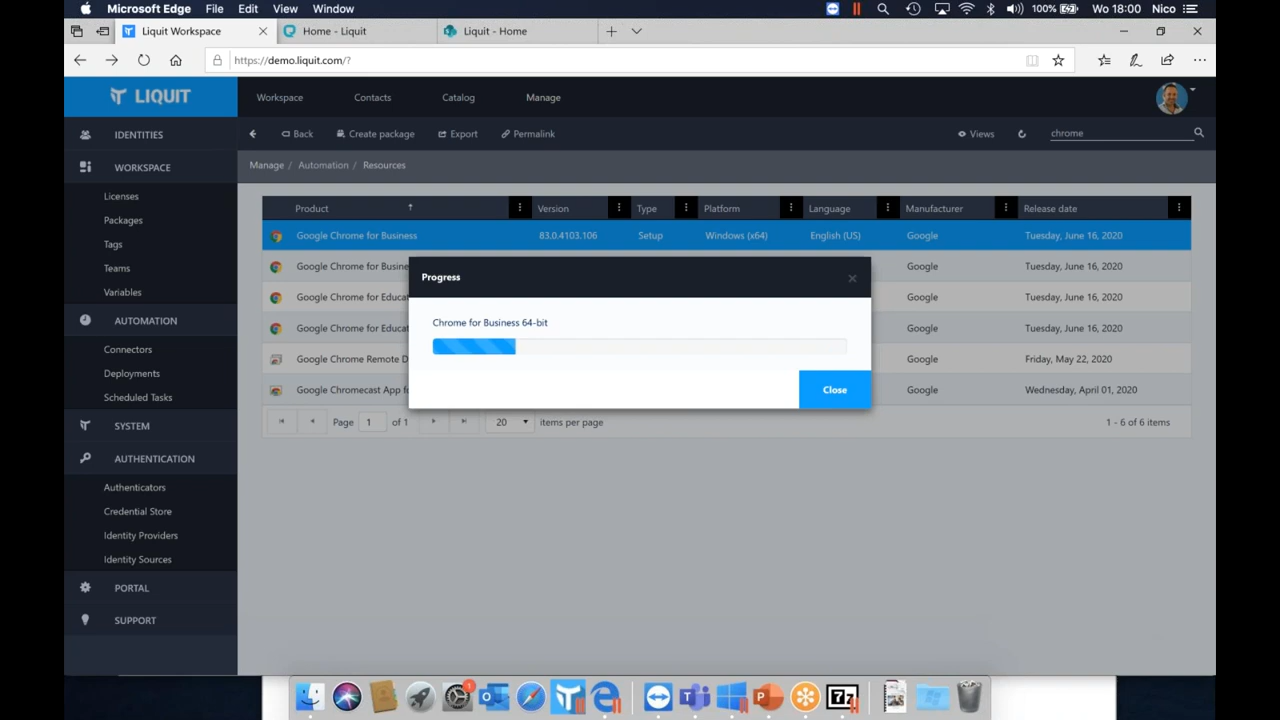 Microsoft Edge File Edit View Window 100% Wo 18:00 Nico
Liquit Workspace Home - Liquit Liquit - Home
https://demo.liquit.com/?
LIQUIT Workspace Contacts Catalog Manage
IDENTITIES Back Create package Export Permalink Views chrome
WORKSPACE Manage / Automation / Resources
Licenses
Packages
Tags
Teams
Variables
AUTOMATION
Connectors
Deployments
Scheduled Tasks
SYSTEM
AUTHENTICATION
Authenticators
Credential Store
Identity Providers
Identity Sources
PORTAL
SUPPORT
Product Version Type Platform Language Manufacturer Release date
Google Chrome for Business 83.0.4103.106 Setup Windows (x64) English (US) Google Tuesday, June 16, 2020
Google Chrome for Busine Google Tuesday, June 16, 2020
Google Chrome for Educat Google Tuesday, June 16, 2020
Google Chrome for Educat Google Tuesday, June 16, 2020
Google Chrome Remote D Google Friday, May 22, 2020
Google Chromecast App fo Google Wednesday, April 01, 2020
Page 1 of 1 20 items per page 1 - 6 of 6 items
Progress
Chrome for Business 64-bit
Close